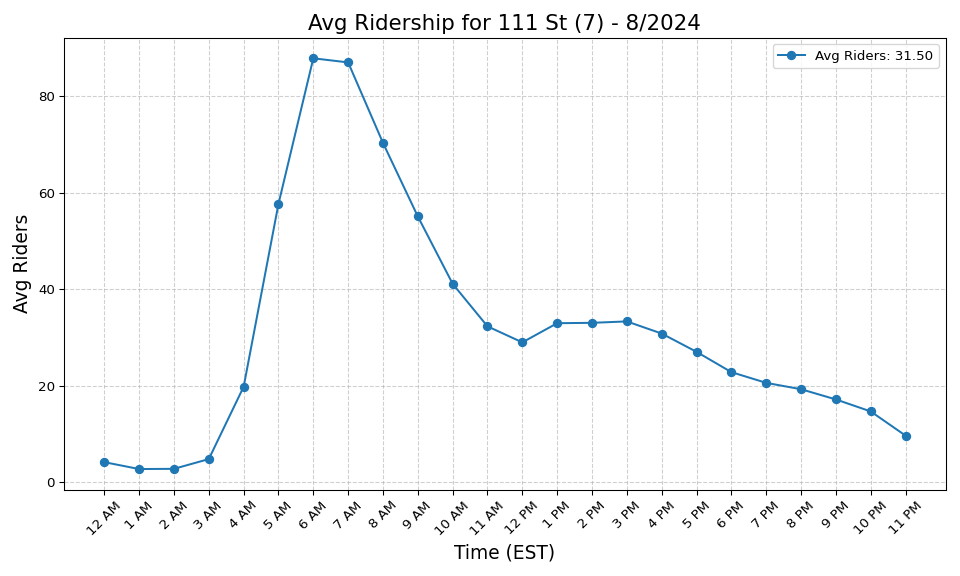 Avg Ridership for 111 St (7) - 8/2024
Avg Riders: 31.50
Avg Riders
80
60
40
20
0
12 AM
1 AM
2 AM
3 AM
4 AM
5 AM
6 AM
7 AM
8 AM
9 AM
10 AM
11 AM
12 PM
1 PM
2 PM
3 PM
4 PM
5 PM
6 PM
7 PM
8 PM
9 PM
10 PM
11 PM
Time (EST)